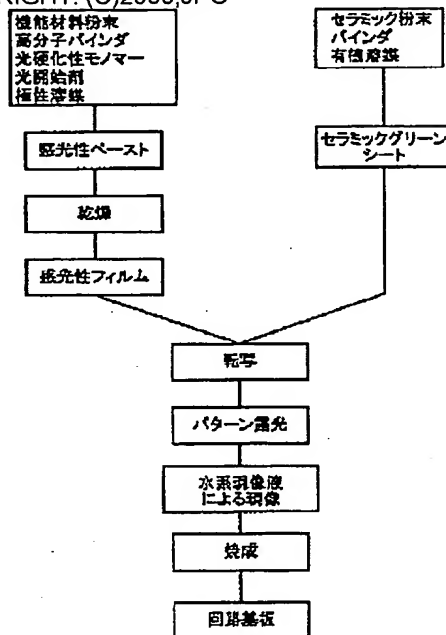 RIGHT: (C)2000,JPO
機能材料粉末
高分子バインダ
光硬化性モノマー
光開始剤
極性溶媒
感光性ペースト
乾燥
感光性フィルム
セラミック粉末
バインダ
有機溶媒
セラミックグリーン
シート
転写
パターン露光
水系現像液
による現像
焼成
回路基板